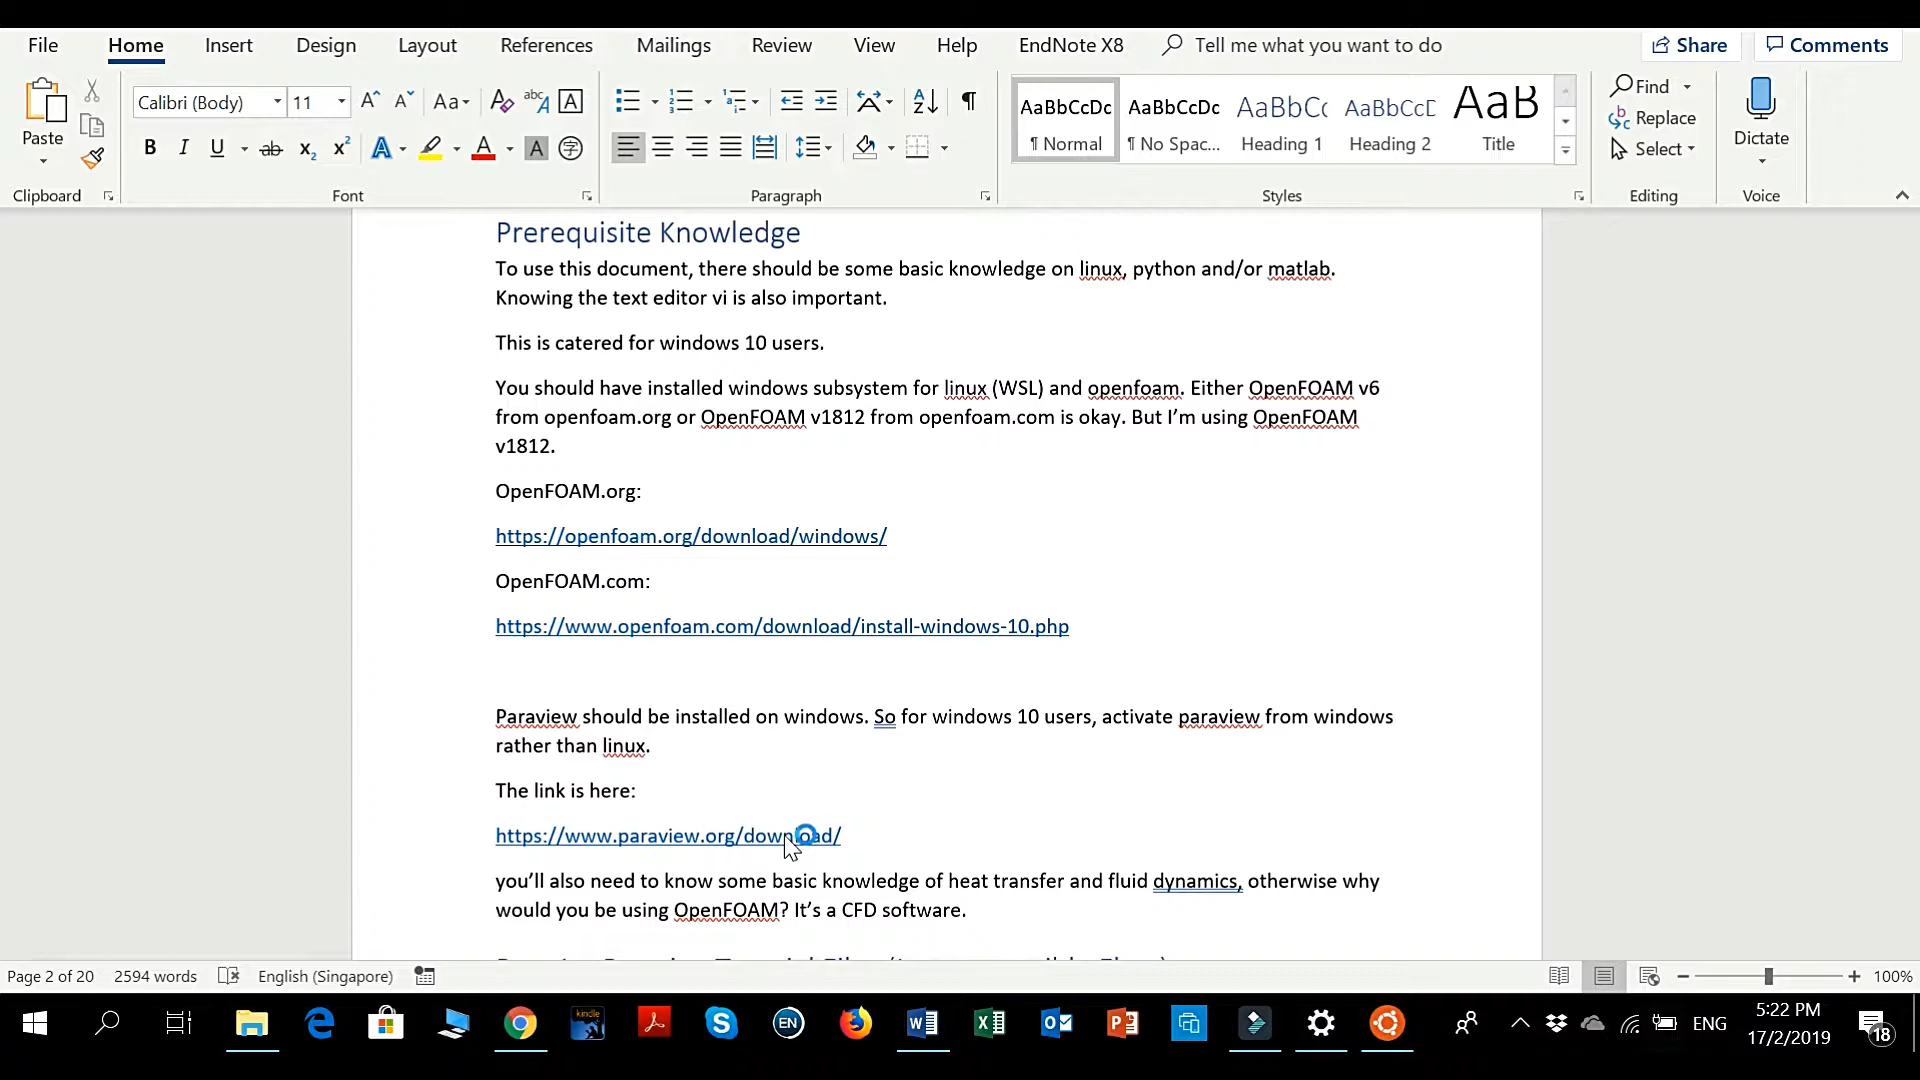 File Home Insert Design Layout References Mailings Review View Help EndNote X8 Tell me what you want to do Share Comments
Paste
Clipboard
Calibri (Body) 11
Font
Paragraph
AaBbCcDc AaBbCcDc AaBbC( AaBbCcD AaB
¶ Normal ¶ No Spac... Heading 1 Heading 2 Title
Styles
Find
Replace
Select
Editing
Dictate
Voice
Prerequisite Knowledge
To use this document, there should be some basic knowledge on linux, python and/or matlab.
Knowing the text editor vi is also important.
This is catered for windows 10 users.
You should have installed windows subsystem for linux (WSL) and openfoam. Either OpenFOAM v6
from openfoam.org or OpenFOAM v1812 from openfoam.com is okay. But I’m using OpenFOAM
v1812.
OpenFOAM.org:
https://openfoam.org/download/windows/
OpenFOAM.com:
https://www.openfoam.com/download/install-windows-10.php
Paraview should be installed on windows. So for windows 10 users, activate paraview from windows
rather than linux.
The link is here:
https://www.paraview.org/download/
you’ll also need to know some basic knowledge of heat transfer and fluid dynamics, otherwise why
would you be using OpenFOAM? It’s a CFD software.
Page 2 of 20 2594 words English (Singapore) 100%
kindle
EN
ENG
5:22 PM
17/2/2019
18